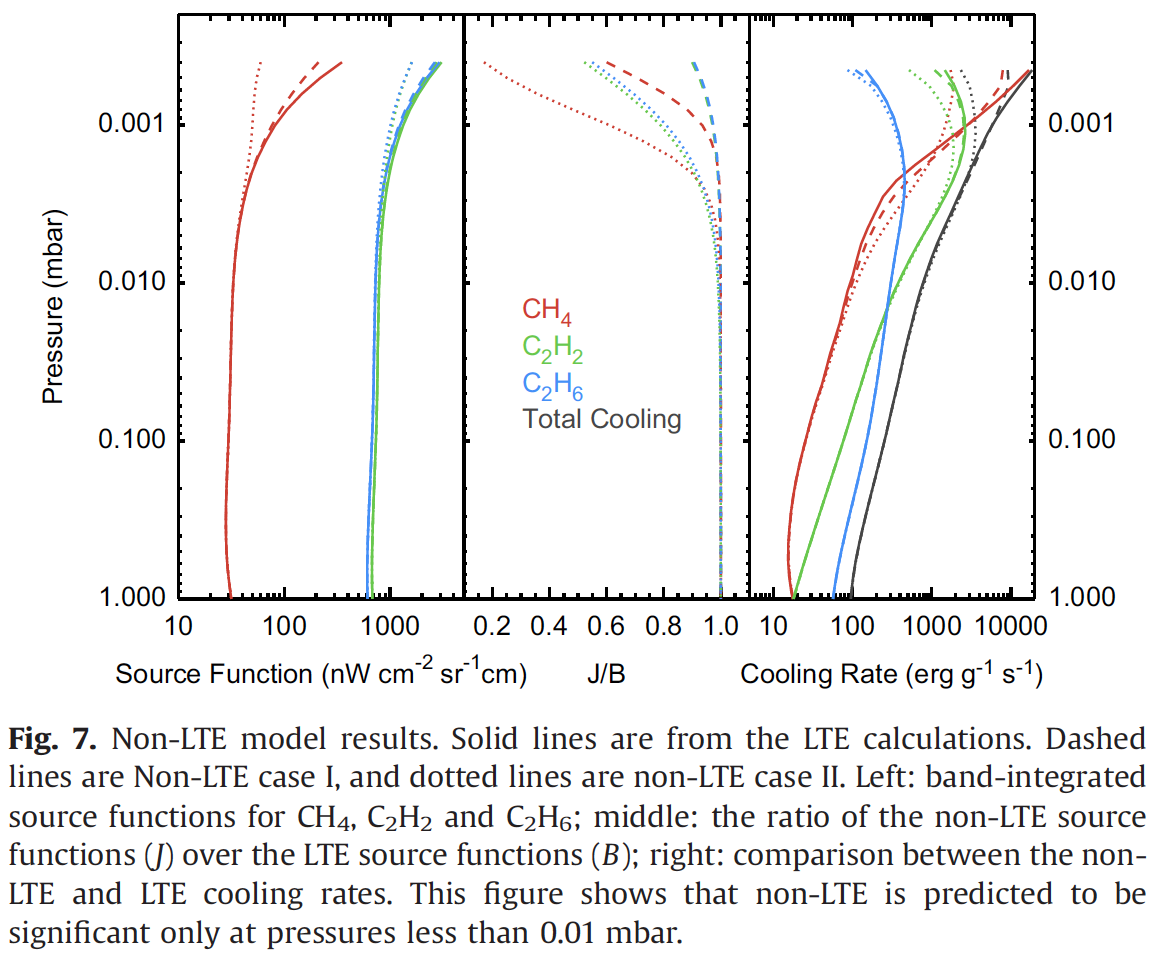 0.001
0.010
0.100
1.000
Pressure (mbar)
10 100 1000
0.2 0.4 0.6 0.8 1.0
10 100 1000 10000
0.001
0.010
0.100
1.000
CH4
C2H2
C2H6
Total Cooling
Source Function (nW cm-2 sr-1cm)
J/B
Cooling Rate (erg g-1 s-1)
Fig. 7. Non-LTE model results. Solid lines are from the LTE calculations. Dashed
lines are Non-LTE case I, and dotted lines are non-LTE case II. Left: band-integrated
source functions for CH4, C2H2 and C2H6; middle: the ratio of the non-LTE source
functions (J) over the LTE source functions (B); right: comparison between the non-
LTE and LTE cooling rates. This figure shows that non-LTE is predicted to be
significant only at pressures less than 0.01 mbar.